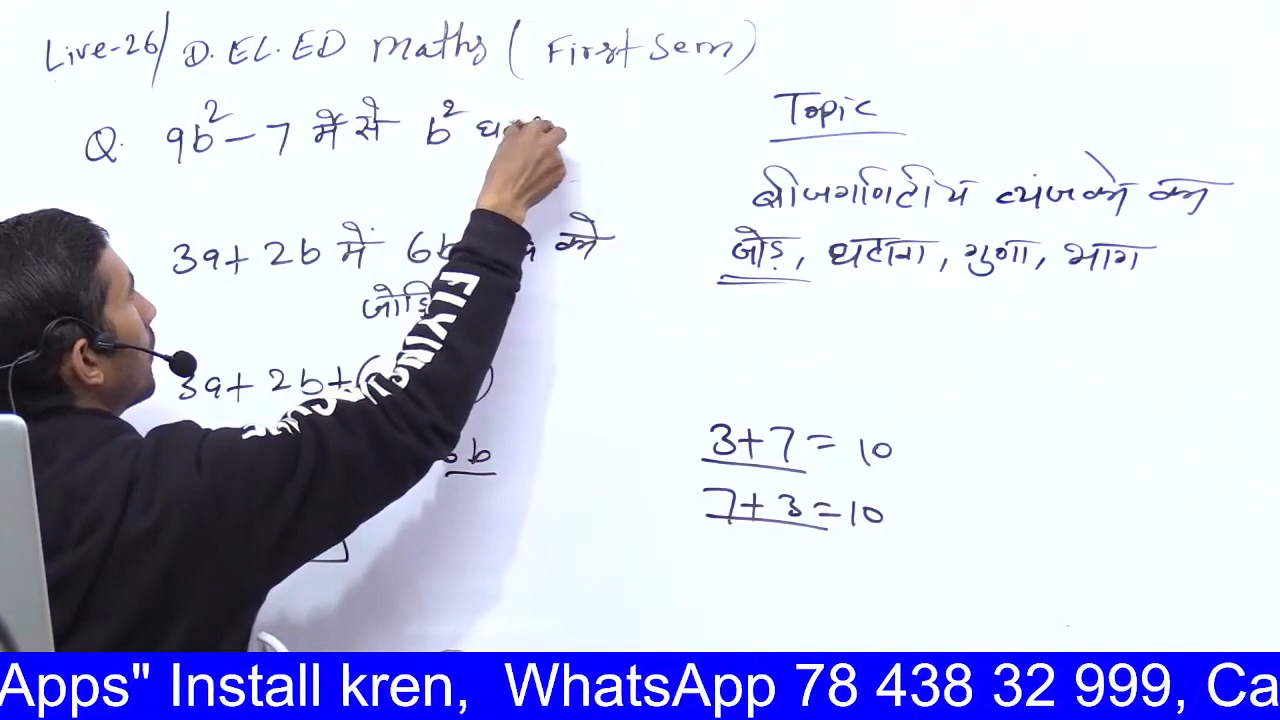 Live-26/ D.EL.ED Maths ( First Sem )
Q. 9b² - 7 में से b²
3a + 2b में को
3a + 2b + (
b
Topic
बीजगणितीय व्यंजको का
जोड़, घटाना, गुणा, भाग
3 + 7 = 10
7 + 3 = 10
FLYING
Apps" Install kren, WhatsApp 78 438 32 999, Ca